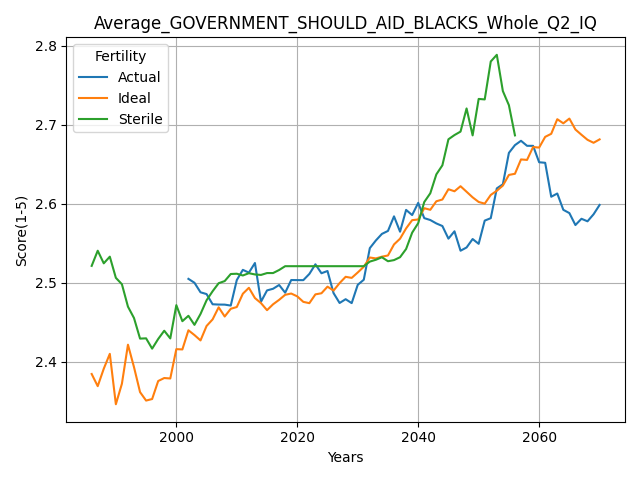 Average_GOVERNMENT_SHOULD_AID_BLACKS_Whole_Q2_IQ
Fertility
Actual
Ideal
Sterile
Score(1-5)
2.8
2.7
2.6
2.5
2.4
2000
2020
2040
2060
Years